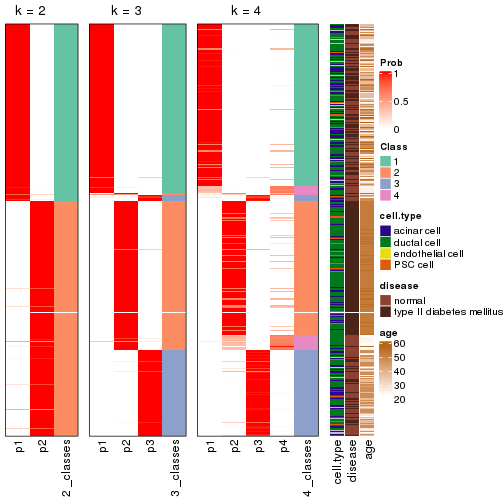 k = 2
k = 3
k = 4
p1
p2
2_classes
p1
p2
p3
3_classes
p1
p2
p3
p4
4_classes
cell.type
disease
age
Prob
1
0.5
0
Class
1
2
3
4
cell.type
acinar cell
ductal cell
endothelial cell
PSC cell
disease
normal
type II diabetes mellitus
age
60
50
40
30
20